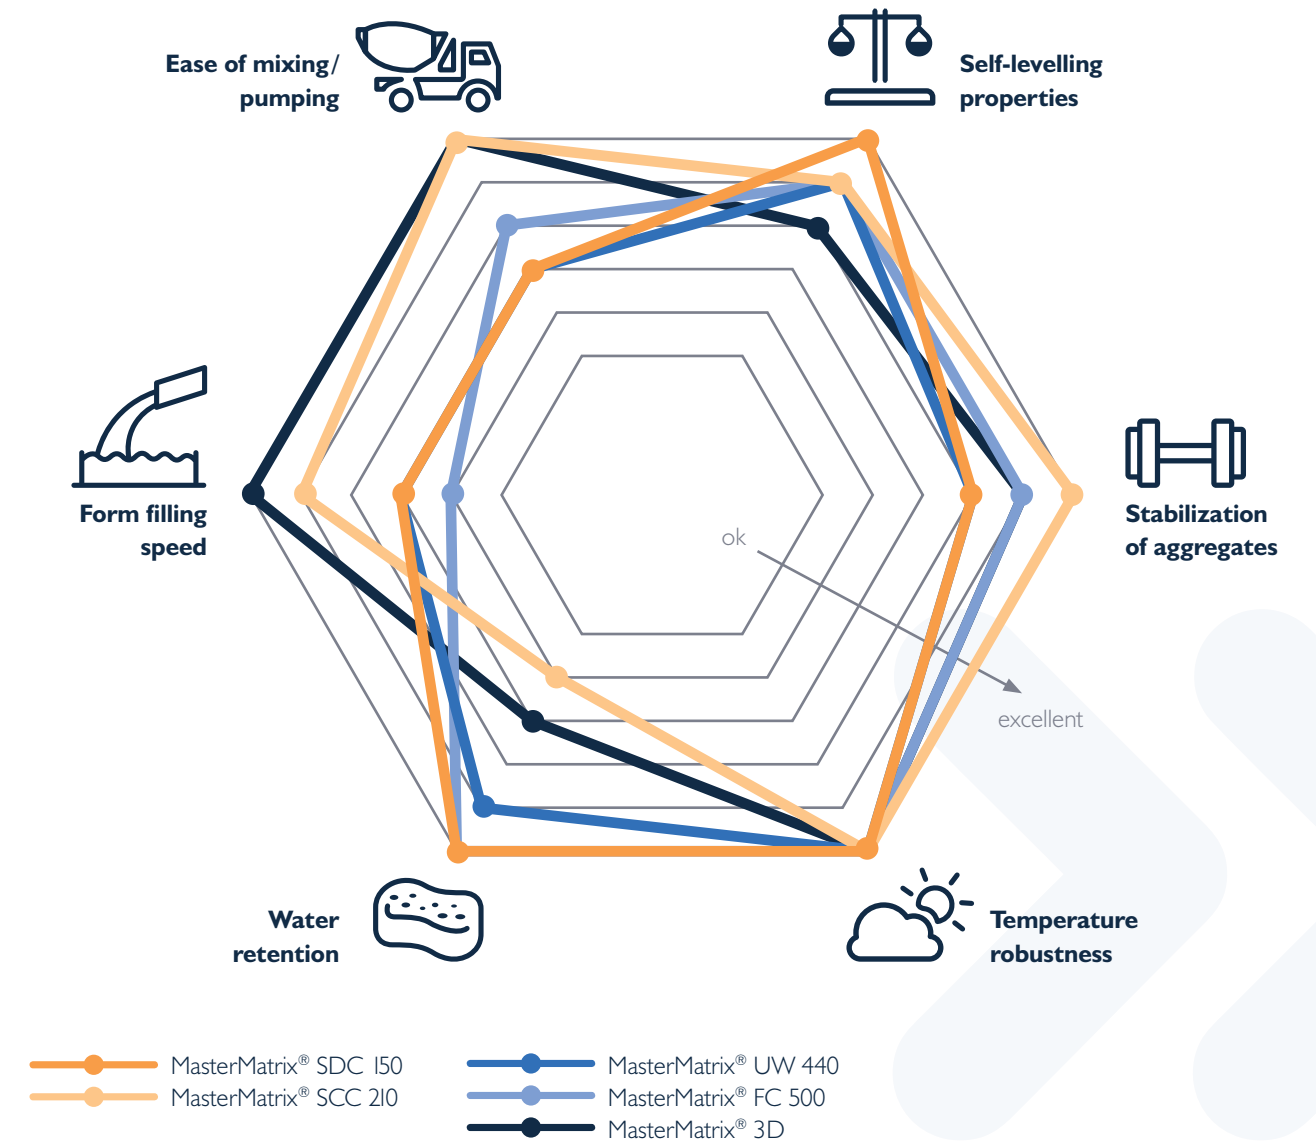 Ease of mixing/
pumping
Self-levelling
properties
Form filling
speed
Stabilization
of aggregates
ok
excellent
Water
retention
Temperature
robustness
MasterMatrix® SDC 150
MasterMatrix® SCC 210
MasterMatrix® UW 440
MasterMatrix® FC 500
MasterMatrix® 3D